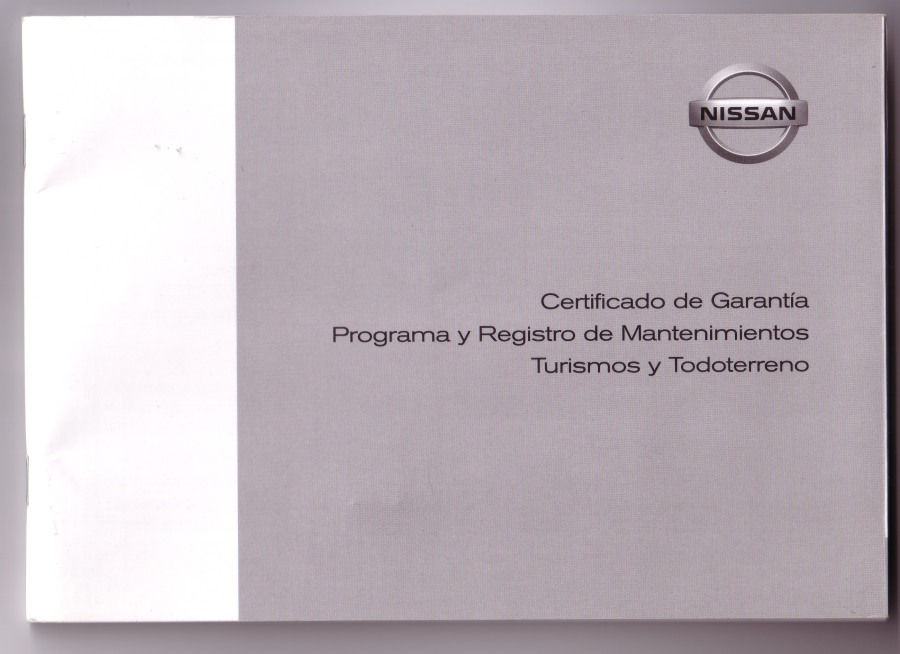 NISSAN
Certificado de Garantía
Programa y Registro de Mantenimientos
Turismos y Todoterreno